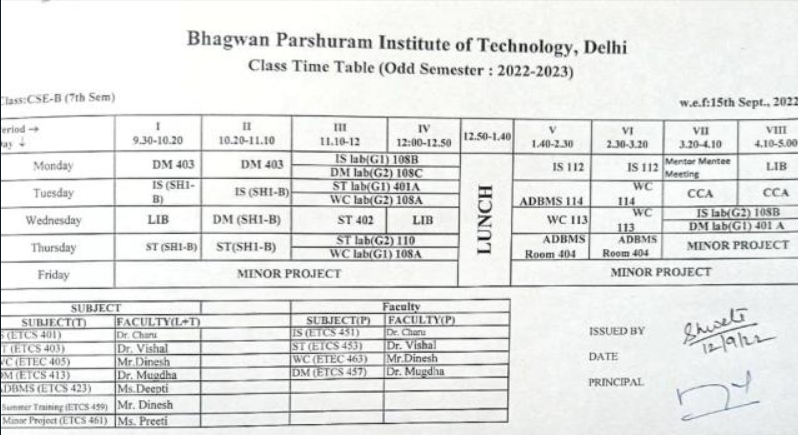 Bhagwan Parshuram Institute of Technology, Delhi
Class Time Table (Odd Semester : 2022-2023)
Class:CSE-B (7th Sem)
w.e.f:15th Sept., 2022
eriod → I II III IV 12.50-1.40 V VI VII VIII
ay ↓ 9.30-10.20 10.20-11.10 11.10-12 12:00-12.50 1.40-2.30 2.30-3.20 3.20-4.10 4.10-5.00
Monday DM 403 DM 403 IS lab(G1) 108B IS 112 IS 112 Mentor Mentee Meeting LIB
DM lab(G2) 108C
Tuesday IS (SH1-B) IS (SH1-B) ST lab(G1) 401A ADBMS 114 WC 114 CCA CCA
WC lab(G2) 108A
LUNCH
Wednesday LIB DM (SH1-B) ST 402 LIB WC 113 WC 113 IS lab(G2) 108B
DM lab(G1) 401 A
Thursday ST (SH1-B) ST(SH1-B) ST lab(G2) 110 ADBMS Room 404 ADBMS Room 404 MINOR PROJECT
WC lab(G1) 108A
Friday MINOR PROJECT MINOR PROJECT
SUBJECT Faculty
SUBJECT(T) FACULTY(L+T) SUBJECT(P) FACULTY(P)
S (ETCS 401) Dr. Charu IS (ETCS 451) Dr. Charu
T (ETCS 403) Dr. Vishal ST (ETCS 453) Dr. Vishal
WC (ETEC 405) Mr.Dinesh WC (ETEC 463) Mr.Dinesh
DM (ETCS 413) Dr. Mugdha DM (ETCS 457) Dr. Mugdha
ADBMS (ETCS 423) Ms.Deepti
Summer Training (ETCS 459) Mr. Dinesh
Minor Project (ETCS 461) Ms. Preeti
ISSUED BY
DATE 12/9/22
PRINCIPAL